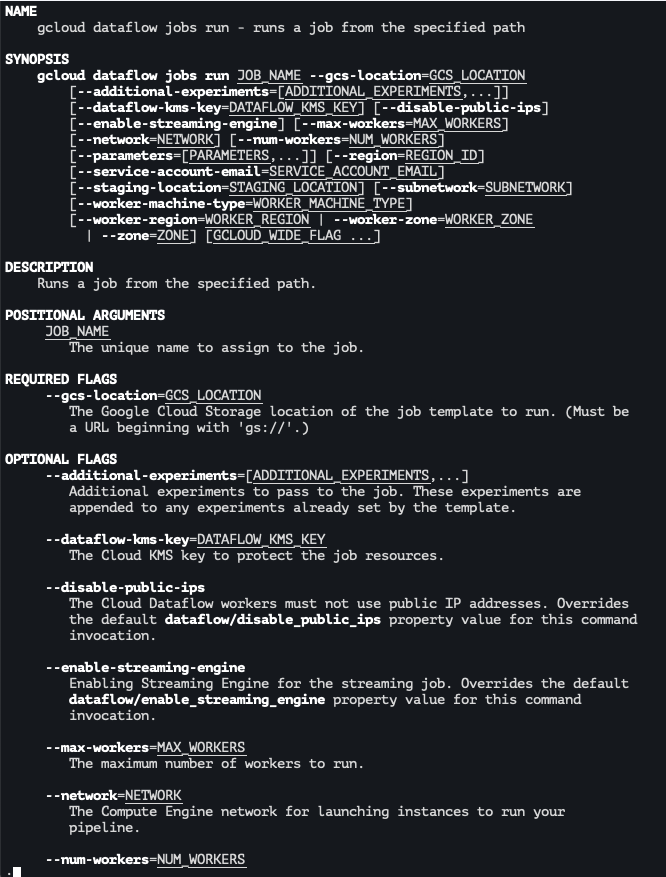 NAME
gcloud dataflow jobs run - runs a job from the specified path
SYNOPSIS
gcloud dataflow jobs run JOB_NAME --gcs-location=GCS_LOCATION
[--additional-experiments=[ADDITIONAL_EXPERIMENTS,...]]
[--dataflow-kms-key=DATAFLOW_KMS_KEY] [--disable-public-ips]
[--enable-streaming-engine] [--max-workers=MAX_WORKERS]
[--network=NETWORK] [--num-workers=NUM_WORKERS]
[--parameters=[PARAMETERS,...]] [--region=REGION_ID]
[--service-account-email=SERVICE_ACCOUNT_EMAIL]
[--staging-location=STAGING_LOCATION] [--subnetwork=SUBNETWORK]
[--worker-machine-type=WORKER_MACHINE_TYPE]
[--worker-region=WORKER_REGION | --worker-zone=WORKER_ZONE
| --zone=ZONE] [GCLOUD_WIDE_FLAG ...]
DESCRIPTION
Runs a job from the specified path.
POSITIONAL ARGUMENTS
JOB_NAME
The unique name to assign to the job.
REQUIRED FLAGS
--gcs-location=GCS_LOCATION
The Google Cloud Storage location of the job template to run. (Must be
a URL beginning with 'gs://'.)
OPTIONAL FLAGS
--additional-experiments=[ADDITIONAL_EXPERIMENTS,...]
Additional experiments to pass to the job. These experiments are
appended to any experiments already set by the template.
--dataflow-kms-key=DATAFLOW_KMS_KEY
The Cloud KMS key to protect the job resources.
--disable-public-ips
The Cloud Dataflow workers must not use public IP addresses. Overrides
the default dataflow/disable_public_ips property value for this command
invocation.
--enable-streaming-engine
Enabling Streaming Engine for the streaming job. Overrides the default
dataflow/enable_streaming_engine property value for this command
invocation.
--max-workers=MAX_WORKERS
The maximum number of workers to run.
--network=NETWORK
The Compute Engine network for launching instances to run your
pipeline.
--num-workers=NUM_WORKERS